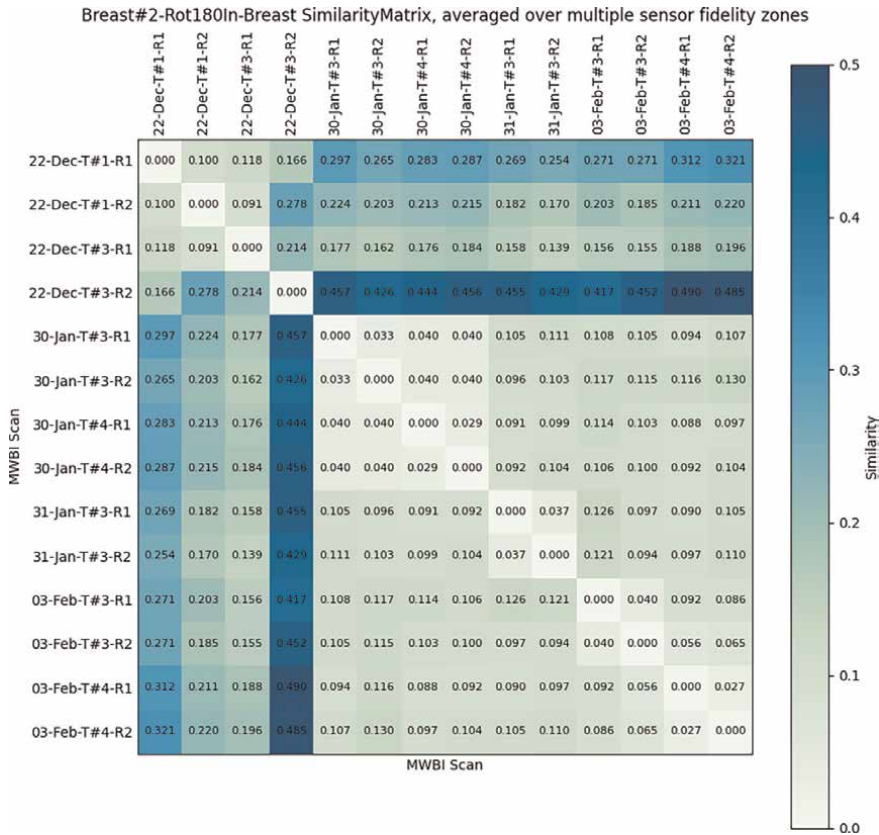 Breast#2-Rot180In-Breast SimilarityMatrix, averaged over multiple sensor fidelity zones
22-Dec-T#1-R1 22-Dec-T#1-R2 22-Dec-T#3-R1 22-Dec-T#3-R2 30-Jan-T#3-R1 30-Jan-T#3-R2 30-Jan-T#4-R1 30-Jan-T#4-R2 31-Jan-T#3-R1 31-Jan-T#3-R2 03-Feb-T#3-R1 03-Feb-T#3-R2 03-Feb-T#4-R1 03-Feb-T#4-R2
22-Dec-T#1-R1 0.000 0.100 0.118 0.166 0.297 0.265 0.283 0.287 0.269 0.254 0.271 0.271 0.312 0.321
22-Dec-T#1-R2 0.100 0.000 0.091 0.278 0.224 0.203 0.213 0.215 0.182 0.170 0.203 0.185 0.211 0.220
22-Dec-T#3-R1 0.118 0.091 0.000 0.214 0.177 0.162 0.176 0.184 0.158 0.139 0.156 0.155 0.188 0.196
22-Dec-T#3-R2 0.166 0.278 0.214 0.000 0.457 0.426 0.444 0.456 0.455 0.429 0.417 0.452 0.490 0.485
30-Jan-T#3-R1 0.297 0.224 0.177 0.457 0.000 0.033 0.040 0.040 0.105 0.111 0.108 0.105 0.094 0.107
30-Jan-T#3-R2 0.265 0.203 0.162 0.426 0.033 0.000 0.040 0.040 0.096 0.103 0.117 0.115 0.116 0.130
30-Jan-T#4-R1 0.283 0.213 0.176 0.444 0.040 0.040 0.000 0.029 0.091 0.099 0.114 0.103 0.088 0.097
30-Jan-T#4-R2 0.287 0.215 0.184 0.456 0.040 0.040 0.029 0.000 0.092 0.104 0.106 0.100 0.092 0.104
31-Jan-T#3-R1 0.269 0.182 0.158 0.455 0.105 0.096 0.091 0.092 0.000 0.037 0.126 0.097 0.090 0.105
31-Jan-T#3-R2 0.254 0.170 0.139 0.429 0.111 0.103 0.099 0.104 0.037 0.000 0.121 0.094 0.097 0.110
03-Feb-T#3-R1 0.271 0.203 0.156 0.417 0.108 0.117 0.114 0.106 0.126 0.121 0.000 0.040 0.092 0.086
03-Feb-T#3-R2 0.271 0.185 0.155 0.452 0.105 0.115 0.103 0.100 0.097 0.094 0.040 0.000 0.056 0.065
03-Feb-T#4-R1 0.312 0.211 0.188 0.490 0.094 0.116 0.088 0.092 0.090 0.097 0.092 0.056 0.000 0.027
03-Feb-T#4-R2 0.321 0.220 0.196 0.485 0.107 0.130 0.097 0.104 0.105 0.110 0.086 0.065 0.027 0.000
MWBI Scan
MWBI Scan
0.5
0.4
0.3
0.2
0.1
0.0
Similarity